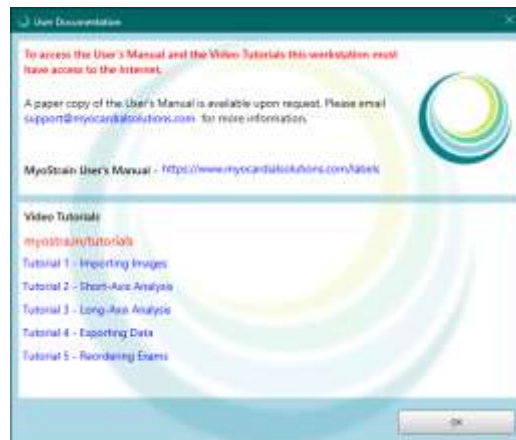 User Documentation
To access the User's Manual and the Video Tutorials this workstation must
have access to the Internet.
A paper copy of the User's Manual is available upon request. Please email
support@myocardialsolutions.com for more information.
MyoStrain User's Manual - https://www.myocardialsolutions.com/labels
Video Tutorials
myostrain/tutorials
Tutorial 1 - Importing Images
Tutorial 2 - Short-Axis Analysis
Tutorial 3 - Long-Axis Analysis
Tutorial 4 - Exporting Data
Tutorial 5 - Reordering Exams
OK